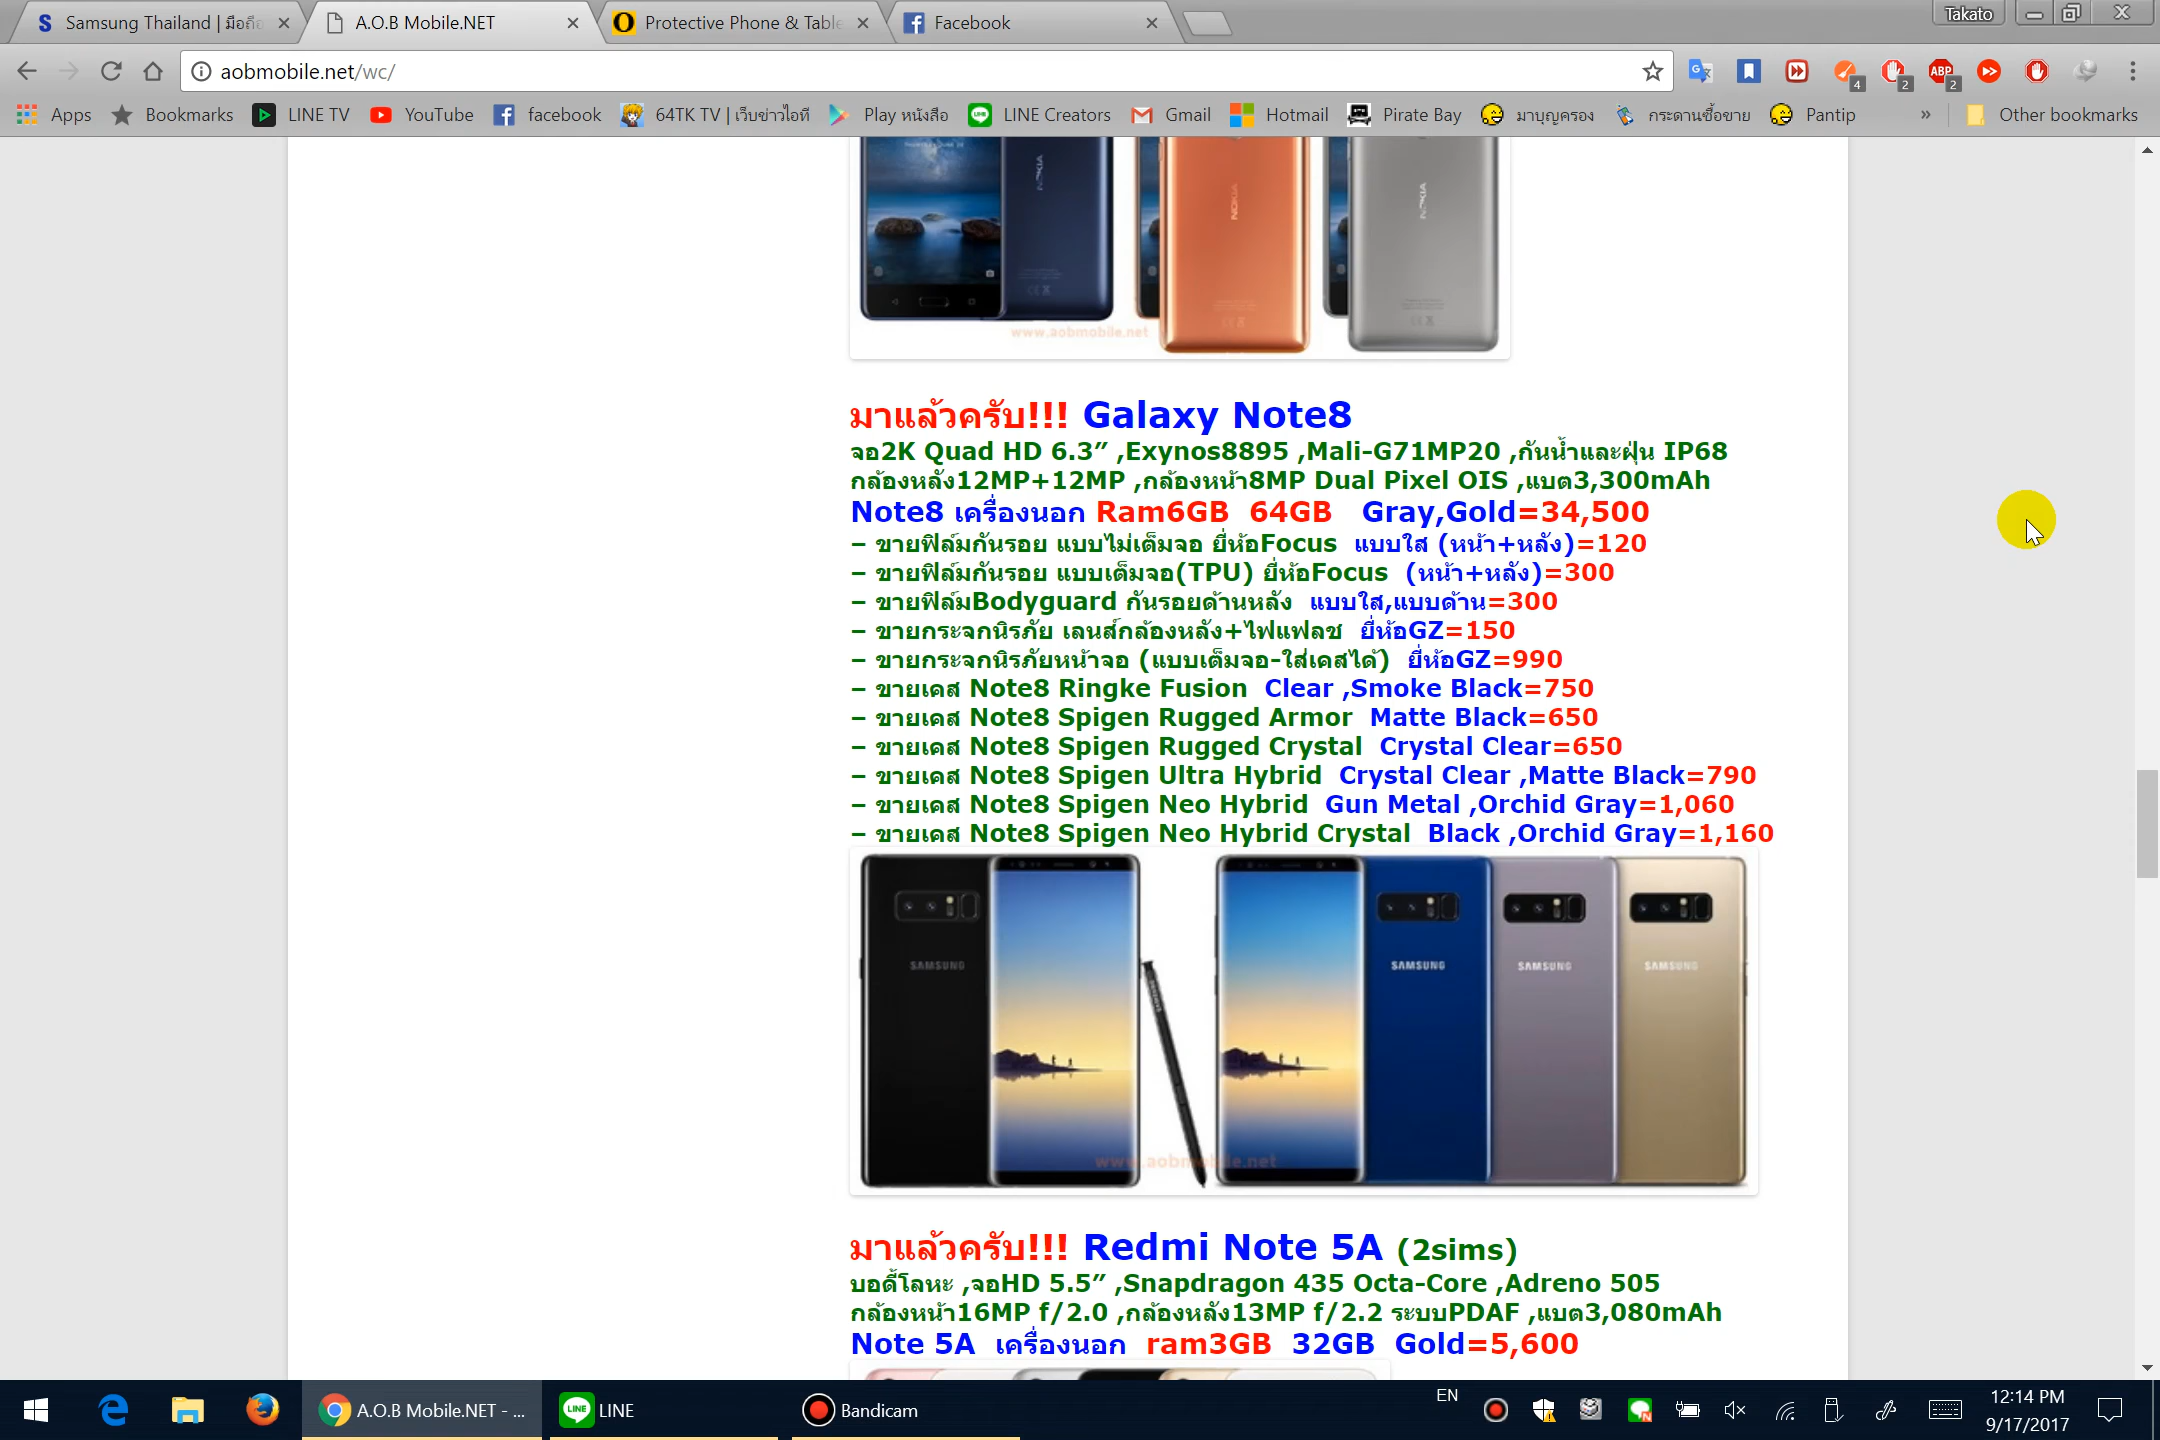 Samsung Thailand | มือถือ
A.O.B Mobile.NET
Protective Phone & Table
Facebook
Takato
aobmobile.net/wc/
4
2
ABP
2
Apps
Bookmarks
LINE TV
YouTube
facebook
64TK TV | เว็บข่าวไอที
Play หนังสือ
LINE Creators
Gmail
Hotmail
Pirate Bay
มาบุญครอง
กระดานซื้อขาย
Pantip
»
Other bookmarks
NOKIA
NOKIA
NOKIA
www.aobmobile.net
มาแล้วครับ!!! Galaxy Note8
จอ2K Quad HD 6.3″ ,Exynos8895 ,Mali-G71MP20 ,กันน้ำและฝุ่น IP68
กล้องหลัง12MP+12MP ,กล้องหน้า8MP Dual Pixel OIS ,แบต3,300mAh
Note8 เครื่องนอก Ram6GB 64GB Gray,Gold=34,500
– ขายฟิล์มกันรอย แบบไม่เต็มจอ ยี่ห้อFocus แบบใส (หน้า+หลัง)=120
– ขายฟิล์มกันรอย แบบเต็มจอ(TPU) ยี่ห้อFocus (หน้า+หลัง)=300
– ขายฟิล์มBodyguard กันรอยด้านหลัง แบบใส,แบบด้าน=300
– ขายกระจกนิรภัย เลนส์กล้องหลัง+ไฟแฟลช ยี่ห้อGZ=150
– ขายกระจกนิรภัยหน้าจอ (แบบเต็มจอ-ใส่เคสได้) ยี่ห้อGZ=990
– ขายเคส Note8 Ringke Fusion Clear ,Smoke Black=750
– ขายเคส Note8 Spigen Rugged Armor Matte Black=650
– ขายเคส Note8 Spigen Rugged Crystal Crystal Clear=650
– ขายเคส Note8 Spigen Ultra Hybrid Crystal Clear ,Matte Black=790
– ขายเคส Note8 Spigen Neo Hybrid Gun Metal ,Orchid Gray=1,060
– ขายเคส Note8 Spigen Neo Hybrid Crystal Black ,Orchid Gray=1,160
SAMSUNG
SAMSUNG
SAMSUNG
SAMSUNG
www.aobmobile.net
มาแล้วครับ!!! Redmi Note 5A (2sims)
บอดี้โลหะ ,จอHD 5.5″ ,Snapdragon 435 Octa-Core ,Adreno 505
กล้องหน้า16MP f/2.0 ,กล้องหลัง13MP f/2.2 ระบบPDAF ,แบต3,080mAh
Note 5A เครื่องนอก ram3GB 32GB Gold=5,600
A.O.B Mobile.NET - ...
LINE
LINE
Bandicam
EN
12:14 PM
9/17/2017